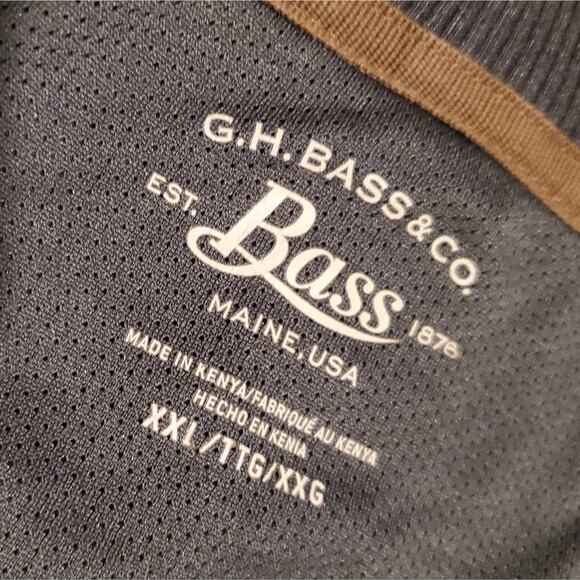 G.H. BASS & CO.
EST. Bass 1876
MAINE, USA
MADE IN KENYA/FABRIQUÉ AU KENYA
HECHO EN KENIA
XXL/TTG/XXG